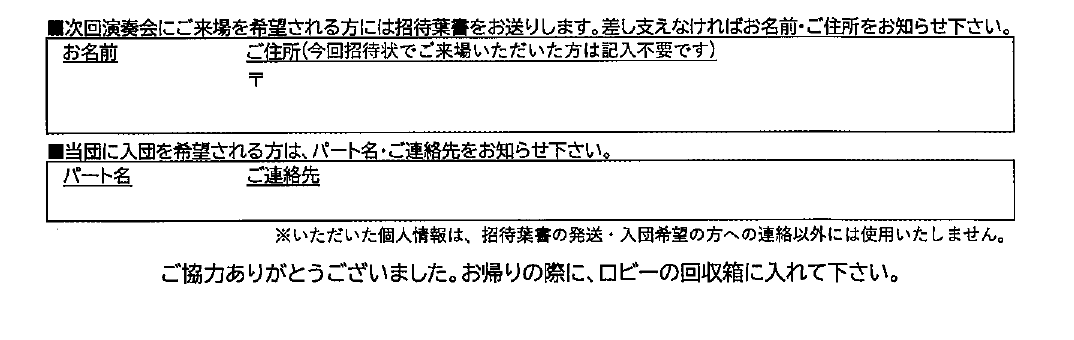 ■次回演奏会にご来場を希望される方には招待葉書をお送りします。差し支えなければお名前・ご住所をお知らせ下さい。
お名前 ご住所(今回招待状でご来場いただいた方は記入不要です)
〒
■当団に入団を希望される方は、パート名・ご連絡先をお知らせ下さい。
パート名 ご連絡先
※いただいた個人情報は、招待葉書の発送・入団希望の方への連絡以外には使用いたしません。
ご協力ありがとうございました。お帰りの際に、ロビーの回収箱に入れて下さい。